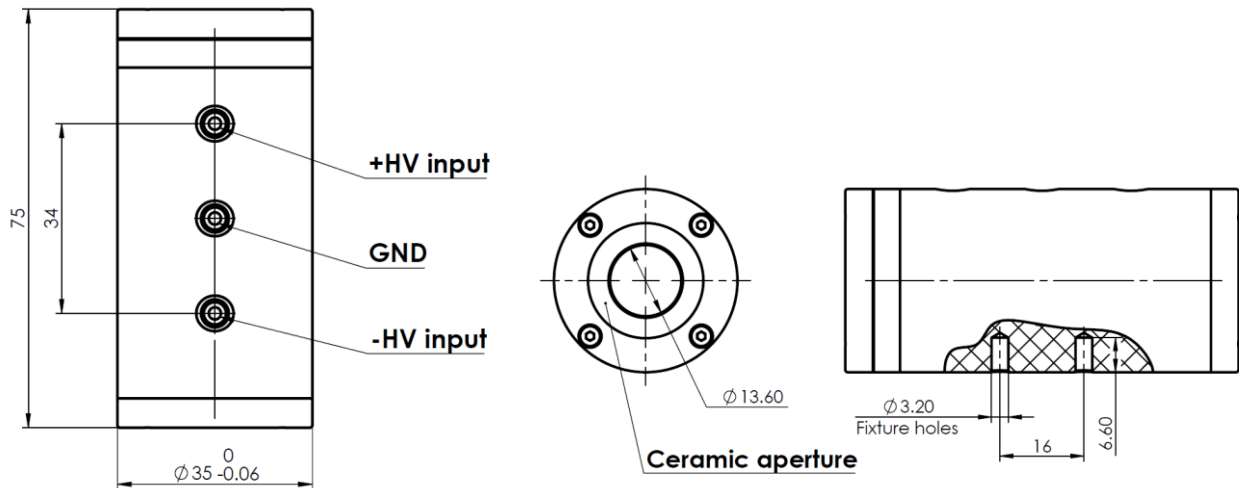 75
34
+HV input
GND
-HV input
0
Ø35 -0.06
Ø13.60
Ceramic aperture
Ø3.20
Fixture holes
16
6.60